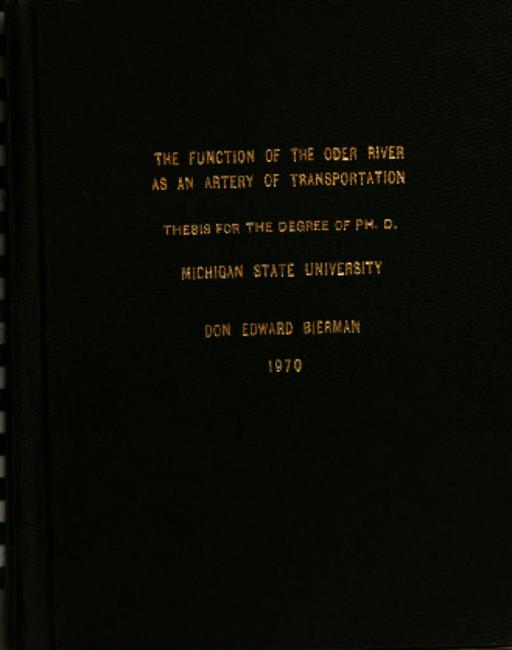 THE FUNCTION OF THE ODER RIVER
AS AN ARTERY OF TRANSPORTATION
THESIS FOR THE DEGREE OF PH. D.
MICHIGAN STATE UNIVERSITY
DON EDWARD BIERMAN
1970